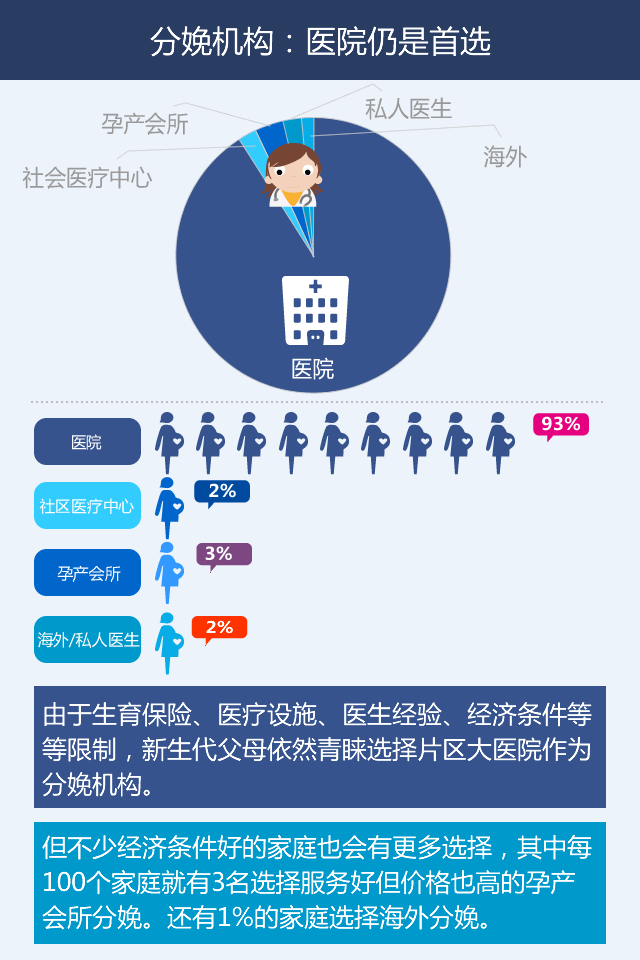 分娩机构：医院仍是首选
私人医生
孕产会所
海外
社会医疗中心
医院
医院
93%
社区医疗中心
2%
孕产会所
3%
海外/私人医生
2%
由于生育保险、医疗设施、医生经验、经济条件等
等限制，新生代父母依然青睐选择片区大医院作为
分娩机构。
但不少经济条件好的家庭也会有更多选择，其中每
100个家庭就有3名选择服务好但价格也高的孕产
会所分娩。还有1%的家庭选择海外分娩。